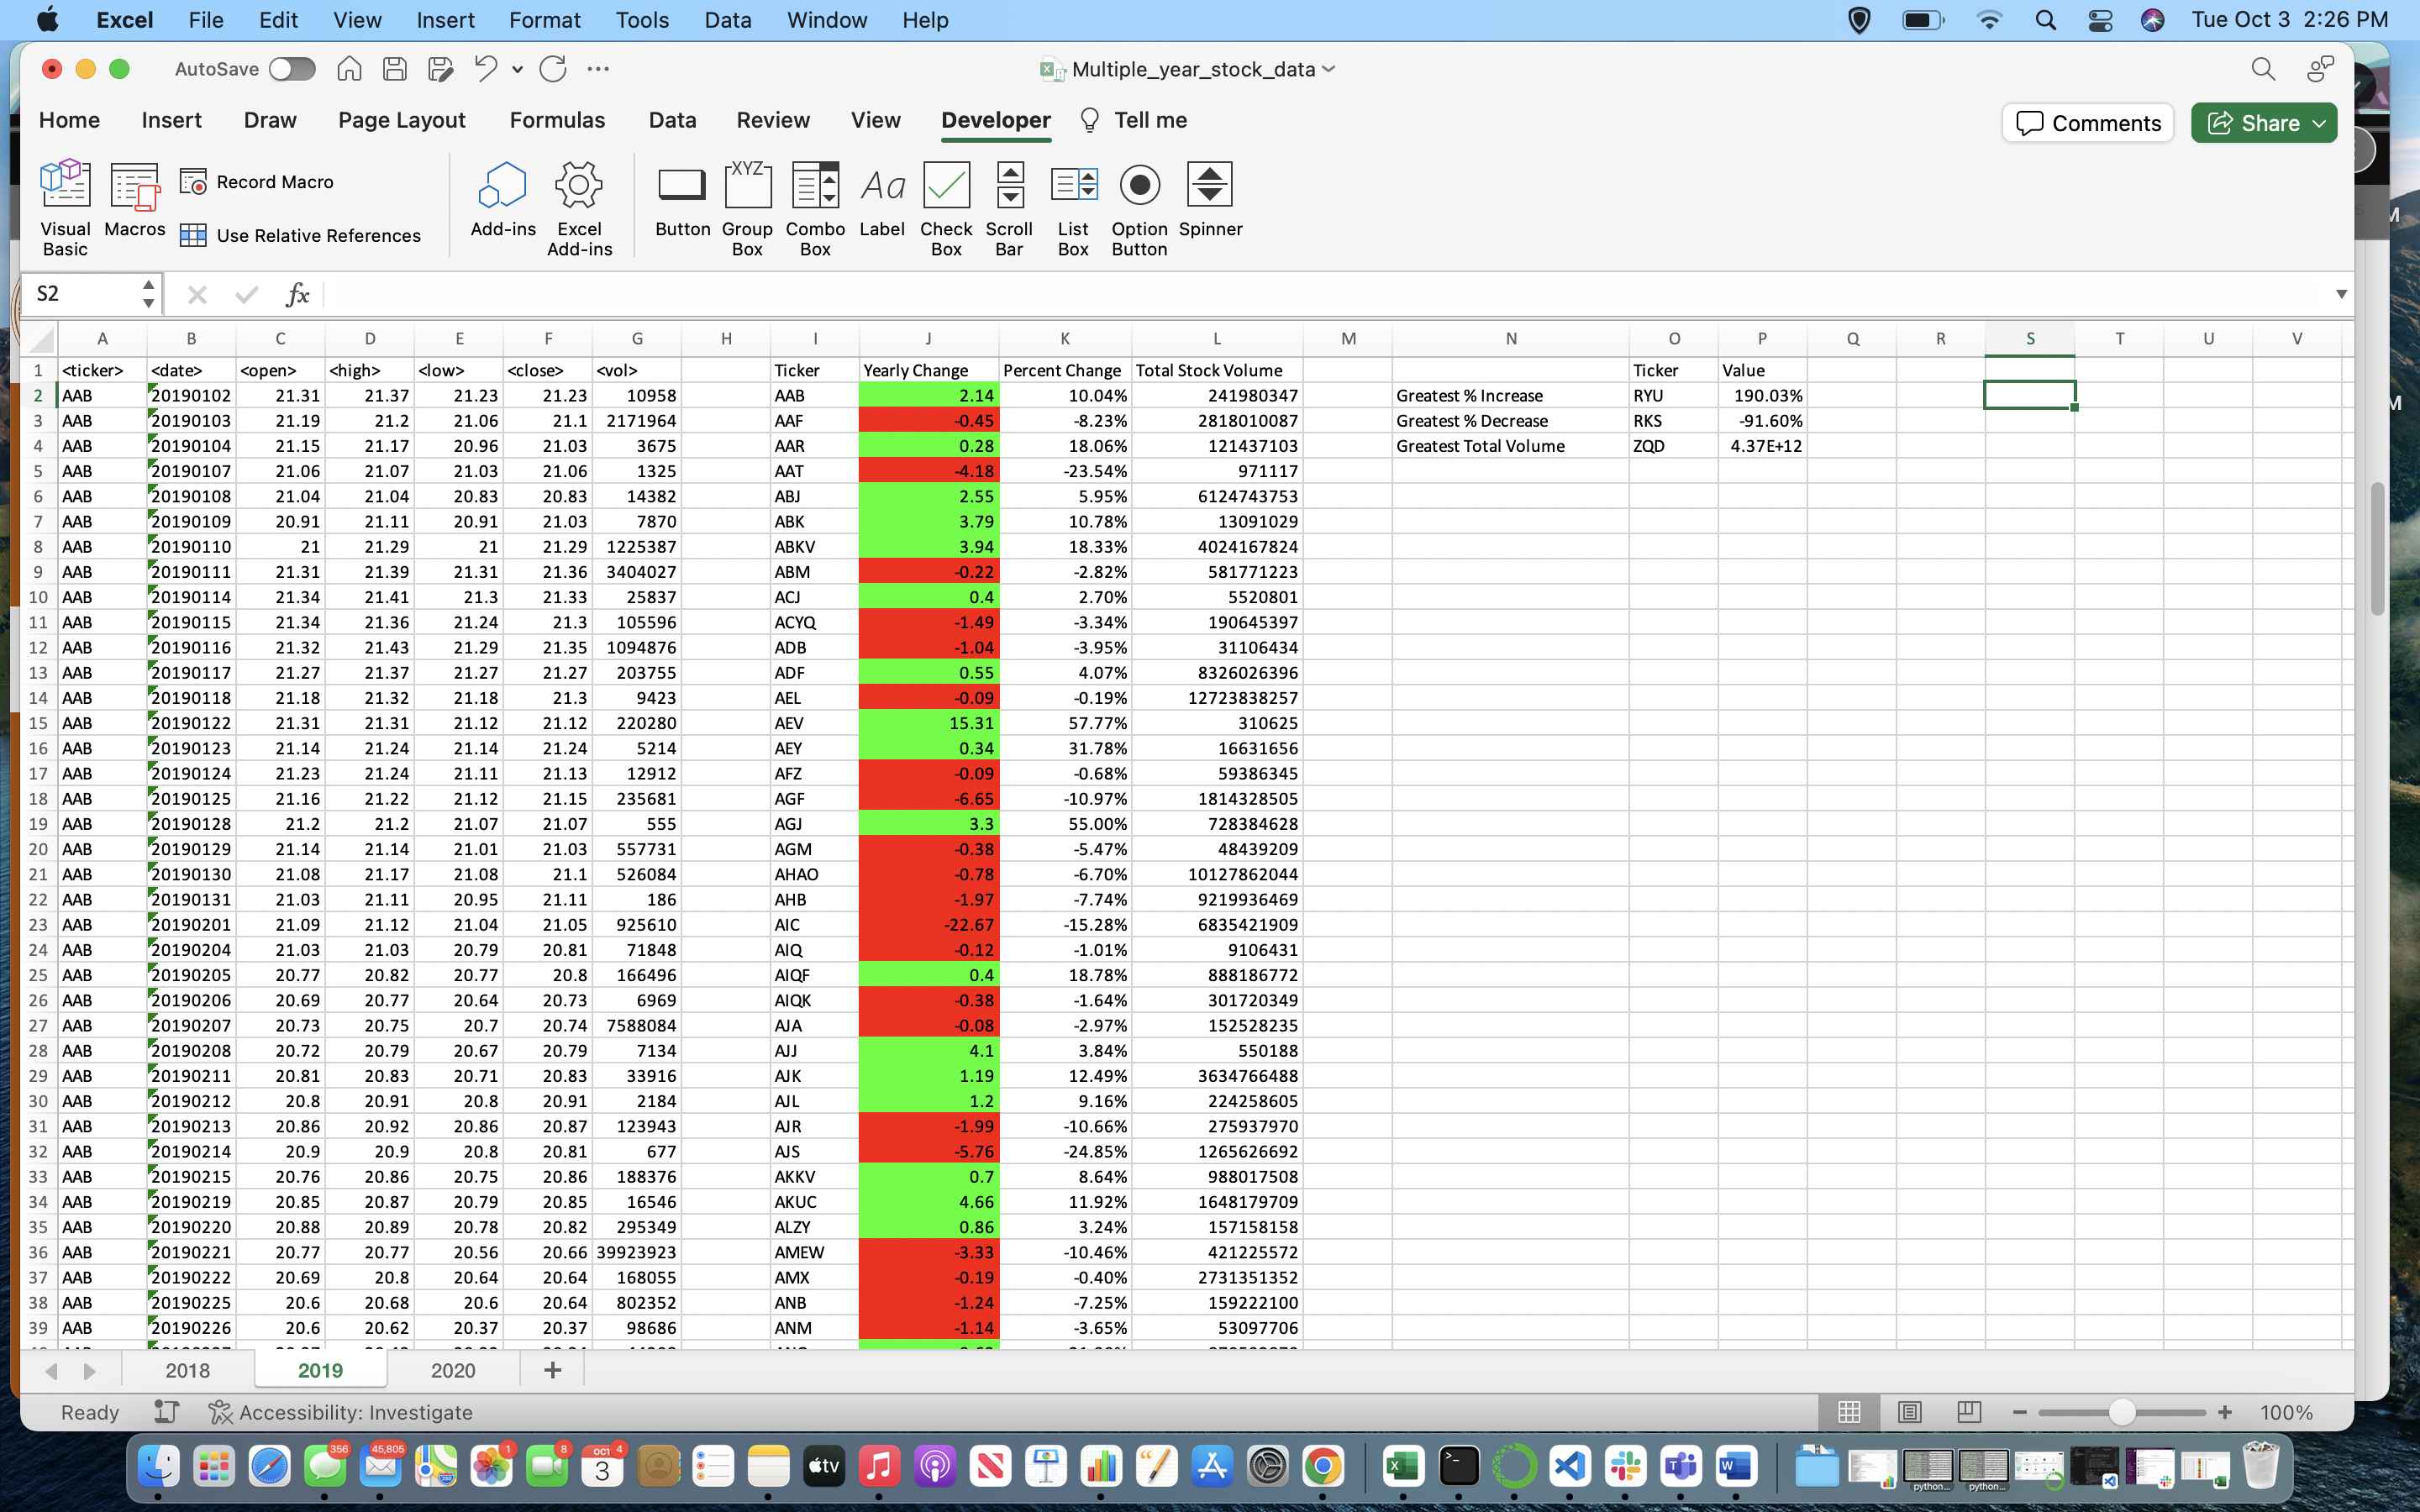 Excel File Edit View Insert Format Tools Data Window Help Tue Oct 3 2:26 PM
AutoSave Multiple_year_stock_data
Home Insert Draw Page Layout Formulas Data Review View Developer Tell me Comments Share
Visual Basic Macros Record Macro Use Relative References Add-ins Excel Add-ins Button Group Box Combo Box Label Check Box Scroll Bar List Box Option Button Spinner
S2 fx
A B C D E F G H I J K L M N O P Q R S T U V
1 <ticker> <date> <open> <high> <low> <close> <vol> Ticker Yearly Change Percent Change Total Stock Volume Ticker Value
2 AAB 20190102 21.31 21.37 21.23 21.23 10958 AAB 2.14 10.04% 241980347 Greatest % Increase RYU 190.03%
3 AAB 20190103 21.19 21.2 21.06 21.1 2171964 AAF -0.45 -8.23% 2818010087 Greatest % Decrease RKS -91.60%
4 AAB 20190104 21.15 21.17 20.96 21.03 3675 AAR 0.28 18.06% 121437103 Greatest Total Volume ZQD 4.37E+12
5 AAB 20190107 21.06 21.07 21.03 21.06 1325 AAT -4.18 -23.54% 971117
6 AAB 20190108 21.04 21.04 20.83 20.83 14382 ABJ 2.55 5.95% 6124743753
7 AAB 20190109 20.91 21.11 20.91 21.03 7870 ABK 3.79 10.78% 13091029
8 AAB 20190110 21 21.29 21 21.29 1225387 ABKV 3.94 18.33% 4024167824
9 AAB 20190111 21.31 21.39 21.31 21.36 3404027 ABM -0.22 -2.82% 581771223
10 AAB 20190114 21.34 21.41 21.3 21.33 25837 ACJ 0.4 2.70% 5520801
11 AAB 20190115 21.34 21.36 21.24 21.3 105596 ACYQ -1.49 -3.34% 190645397
12 AAB 20190116 21.32 21.43 21.29 21.35 1094876 ADB -1.04 -3.95% 31106434
13 AAB 20190117 21.27 21.37 21.27 21.27 203755 ADF 0.55 4.07% 8326026396
14 AAB 20190118 21.18 21.32 21.18 21.3 9423 AEL -0.09 -0.19% 12723838257
15 AAB 20190122 21.31 21.31 21.12 21.12 220280 AEV 15.31 57.77% 310625
16 AAB 20190123 21.14 21.24 21.14 21.24 5214 AEY 0.34 31.78% 16631656
17 AAB 20190124 21.23 21.24 21.11 21.13 12912 AFZ -0.09 -0.68% 59386345
18 AAB 20190125 21.16 21.22 21.12 21.15 235681 AGF -6.65 -10.97% 1814328505
19 AAB 20190128 21.2 21.2 21.07 21.07 555 AGJ 3.3 55.00% 728384628
20 AAB 20190129 21.14 21.14 21.01 21.03 557731 AGM -0.38 -5.47% 48439209
21 AAB 20190130 21.08 21.17 21.08 21.1 526084 AHAO -0.78 -6.70% 10127862044
22 AAB 20190131 21.03 21.11 20.95 21.11 186 AHB -1.97 -7.74% 9219936469
23 AAB 20190201 21.09 21.12 21.04 21.05 925610 AIC -22.67 -15.28% 6835421909
24 AAB 20190204 21.03 21.03 20.79 20.81 71848 AIQ -0.12 -1.01% 9106431
25 AAB 20190205 20.77 20.82 20.77 20.8 166496 AIQF 0.4 18.78% 888186772
26 AAB 20190206 20.69 20.77 20.64 20.73 6969 AIQK -0.38 -1.64% 301720349
27 AAB 20190207 20.73 20.75 20.7 20.74 7588084 AJA -0.08 -2.97% 152528235
28 AAB 20190208 20.72 20.79 20.67 20.79 7134 AJJ 4.1 3.84% 550188
29 AAB 20190211 20.81 20.83 20.71 20.83 33916 AJK 1.19 12.49% 3634766488
30 AAB 20190212 20.8 20.91 20.8 20.91 2184 AJL 1.2 9.16% 224258605
31 AAB 20190213 20.86 20.92 20.86 20.87 123943 AJR -1.99 -10.66% 275937970
32 AAB 20190214 20.9 20.9 20.8 20.81 677 AJS -5.76 -24.85% 1265626692
33 AAB 20190215 20.76 20.86 20.75 20.86 188376 AKKV 0.7 8.64% 988017508
34 AAB 20190219 20.85 20.87 20.79 20.85 16546 AKUC 4.66 11.92% 1648179709
35 AAB 20190220 20.88 20.89 20.78 20.82 295349 ALZY 0.86 3.24% 157158158
36 AAB 20190221 20.77 20.77 20.56 20.66 39923923 AMEW -3.33 -10.46% 421225572
37 AAB 20190222 20.69 20.8 20.64 20.64 168055 AMX -0.19 -0.40% 2731351352
38 AAB 20190225 20.6 20.68 20.6 20.64 802352 ANB -1.24 -7.25% 159222100
39 AAB 20190226 20.6 20.62 20.37 20.37 98686 ANM -1.14 -3.65% 53097706
2018 2019 2020
Ready Accessibility: Investigate 100%
356 45,805 1 8 OCT 4 3 tv python... python...